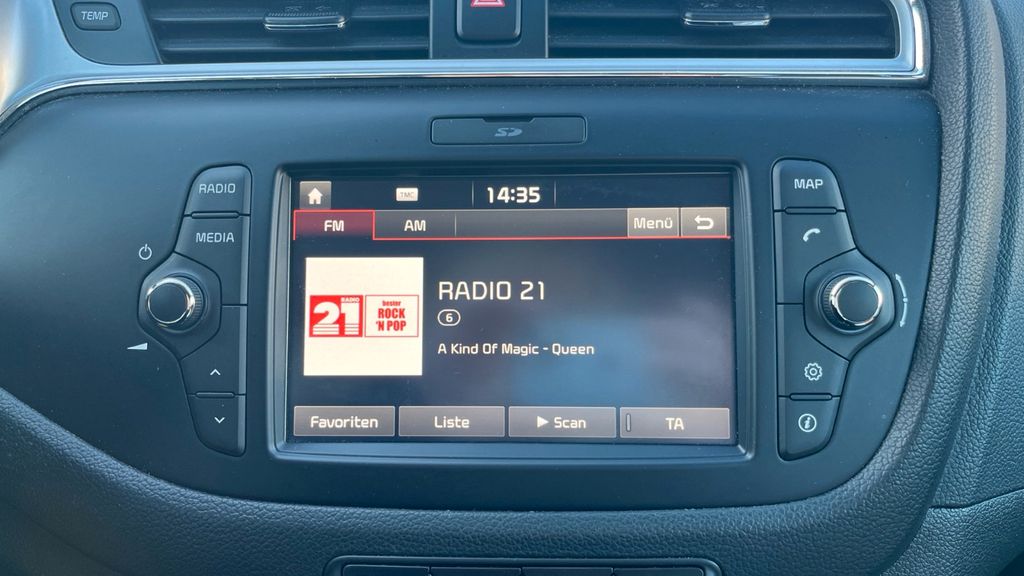 TEMP
SD
RADIO
MEDIA
MAP
TMC
14:35
FM
AM
Menü
RADIO
21
bester
ROCK
'N POP
RADIO 21
6
A Kind Of Magic - Queen
Favoriten
Liste
Scan
TA
i